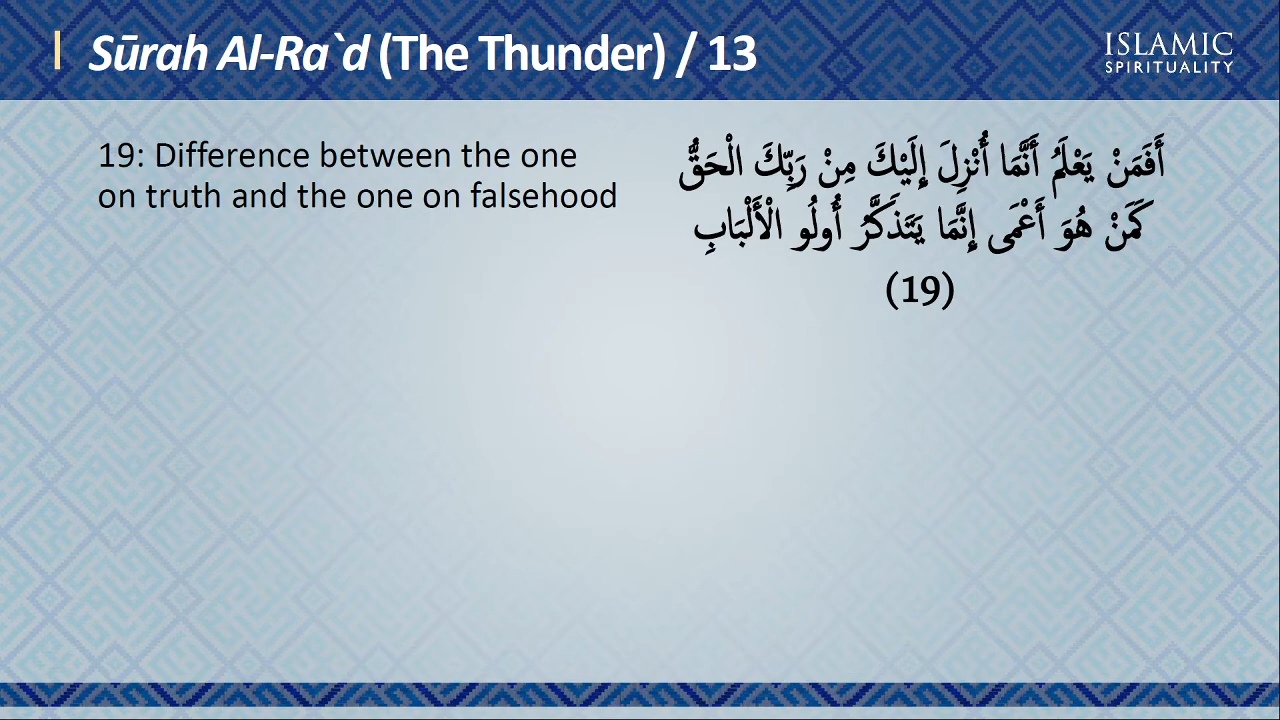 Sūrah Al-Ra`d (The Thunder) / 13
ISLAMIC
SPIRITUALITY
19: Difference between the one
on truth and the one on falsehood
أَفَمَنْ يَعْلَمُ أَنَّمَا أُنْزِلَ إِلَيْكَ مِنْ رَبِّكَ الْحَقُّ
كَمَنْ هُوَ أَعْمَى إِنَّمَا يَتَذَكَّرُ أُولُو الْأَلْبَابِ
(19)